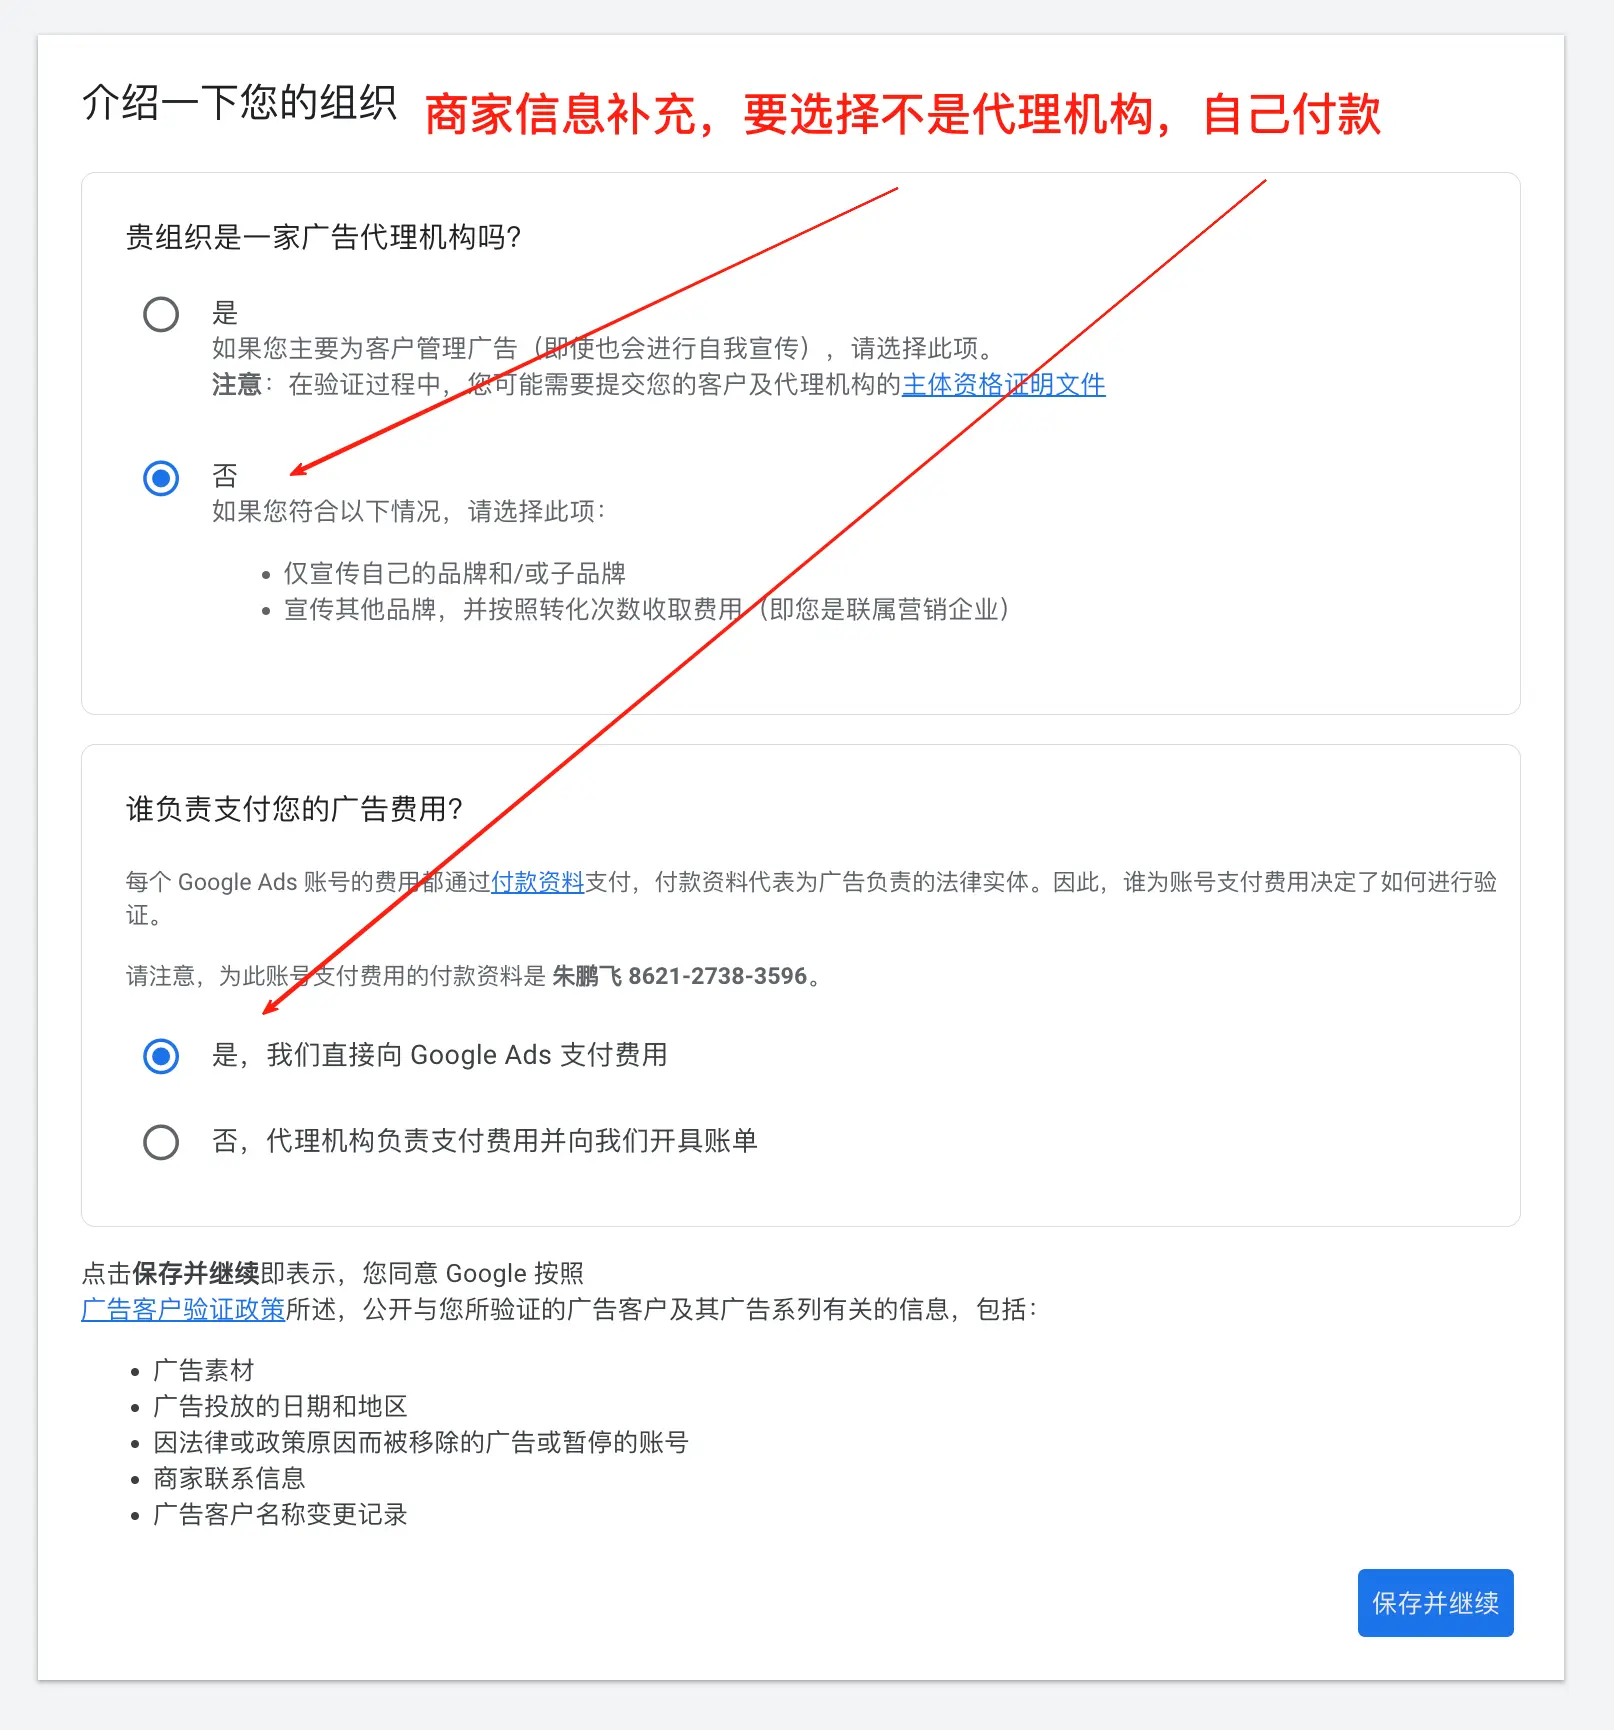 介绍一下您的组织
商家信息补充，要选择不是代理机构，自己付款
贵组织是一家广告代理机构吗？
是
如果您主要为客户管理广告（即使也会进行自我宣传），请选择此项。
注意：在验证过程中，您可能需要提交您的客户及代理机构的主体资格证明文件
否
如果您符合以下情况，请选择此项：
• 仅宣传自己的品牌和/或子品牌
• 宣传其他品牌，并按照转化次数收取费用（即您是联属营销企业）
谁负责支付您的广告费用？
每个 Google Ads 账号的费用都通过付款资料支付，付款资料代表为广告负责的法律实体。因此，谁为账号支付费用决定了如何进行验
证。
请注意，为此账号支付费用的付款资料是 朱鹏飞 8621-2738-3596。
是，我们直接向 Google Ads 支付费用
否，代理机构负责支付费用并向我们开具账单
点击保存并继续即表示，您同意 Google 按照
广告客户验证政策所述，公开与您所验证的广告客户及其广告系列有关的信息，包括：
• 广告素材
• 广告投放的日期和地区
• 因法律或政策原因而被移除的广告或暂停的账号
• 商家联系信息
• 广告客户名称变更记录
保存并继续